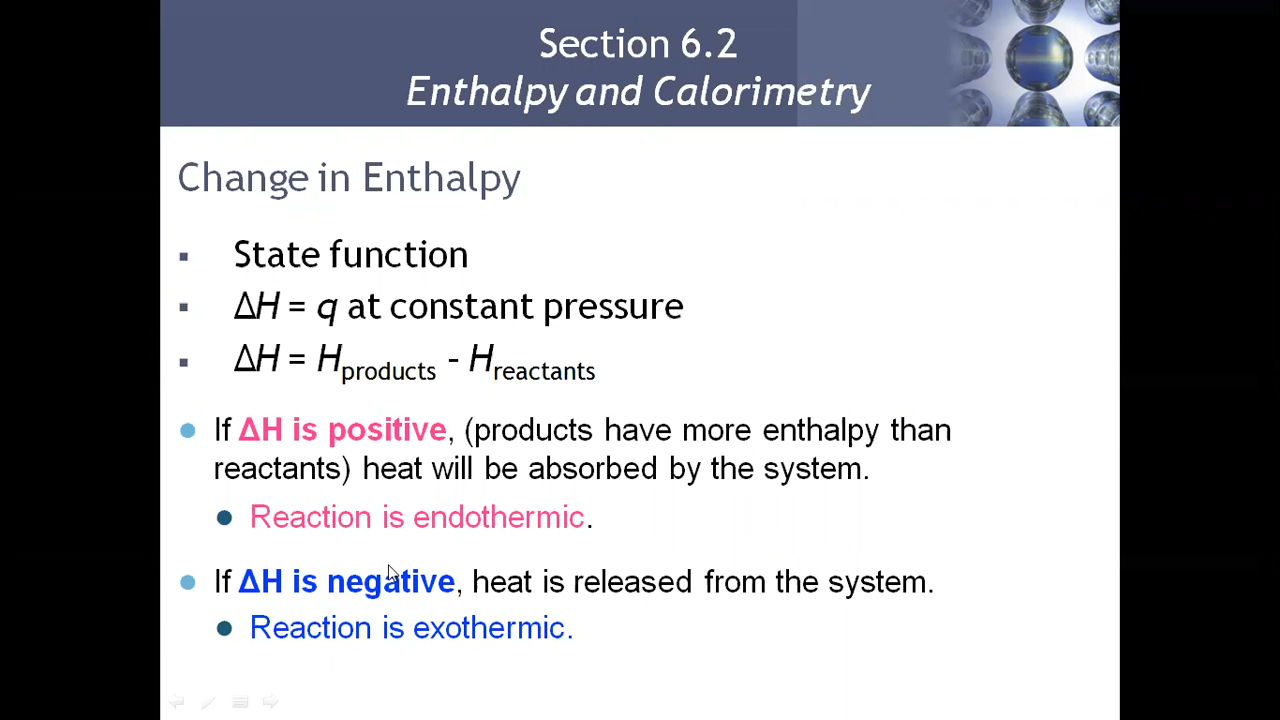 Section 6.2
Enthalpy and Calorimetry
Change in Enthalpy
▪ State function
▪ ΔH = q at constant pressure
▪ ΔH = Hproducts - Hreactants
● If ΔH is positive, (products have more enthalpy than
reactants) heat will be absorbed by the system.
● Reaction is endothermic.
● If ΔH is negative, heat is released from the system.
● Reaction is exothermic.